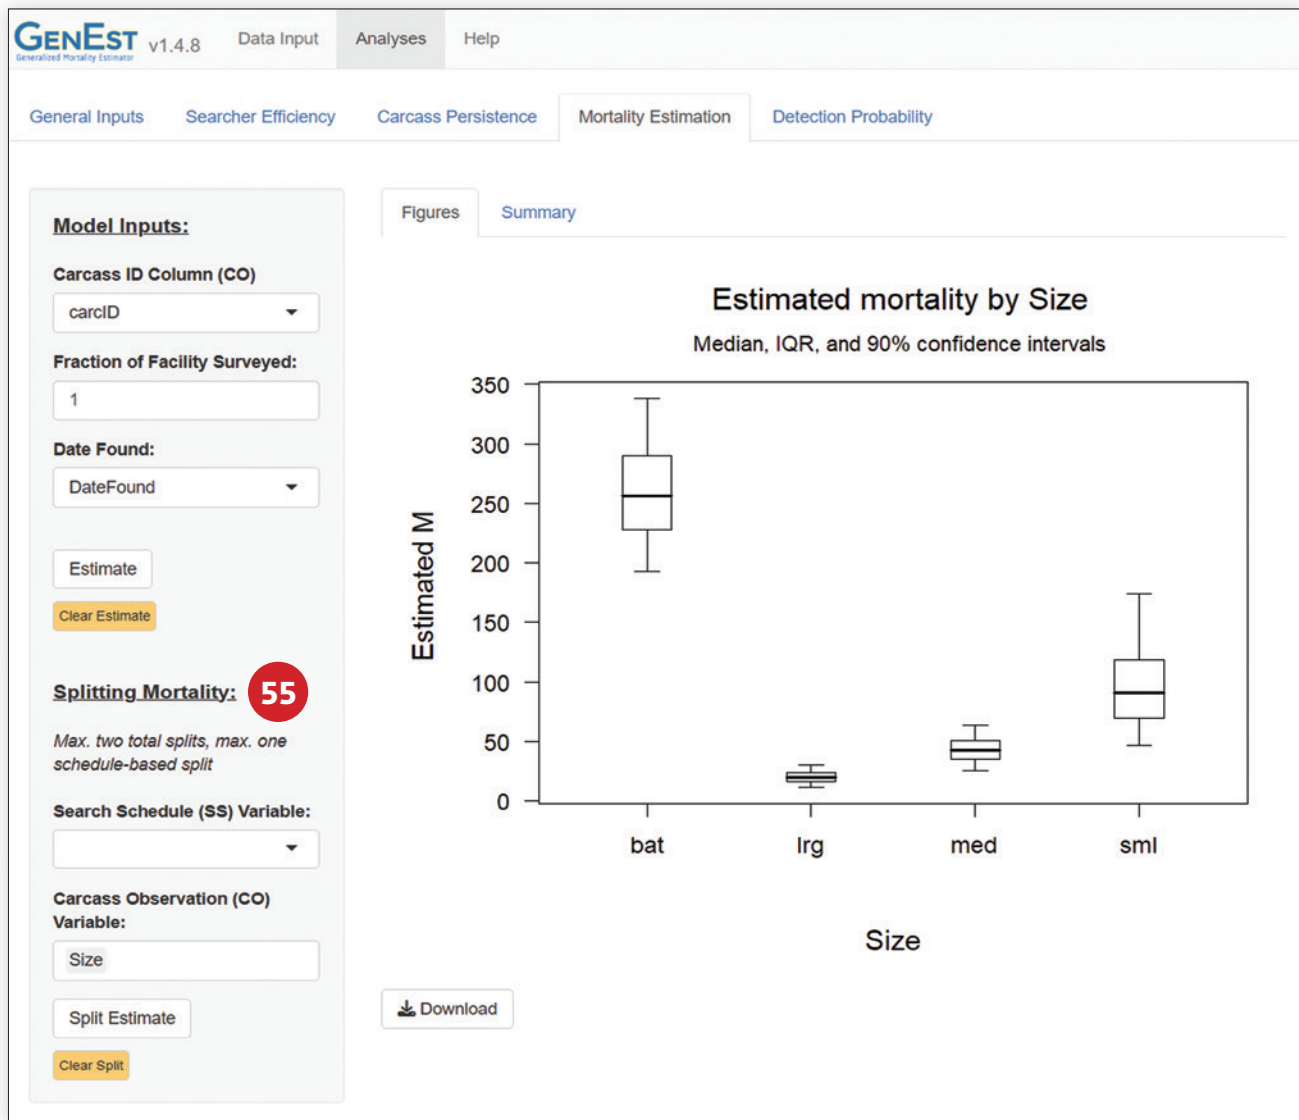 GENEST v1.4.8 Data Input Analyses Help
Generalized Mortality Estimator
General Inputs Searcher Efficiency Carcass Persistence Mortality Estimation Detection Probability
Model Inputs:
Carcass ID Column (CO)
carcID
Fraction of Facility Surveyed:
1
Date Found:
DateFound
Estimate
Clear Estimate
Splitting Mortality: 55
Max. two total splits, max. one
schedule-based split
Search Schedule (SS) Variable:
Carcass Observation (CO)
Variable:
Size
Split Estimate
Clear Split
Figures Summary
Estimated mortality by Size
Median, IQR, and 90% confidence intervals
Estimated M
350
300
250
200
150
100
50
0
bat lrg med sml
Size
Download